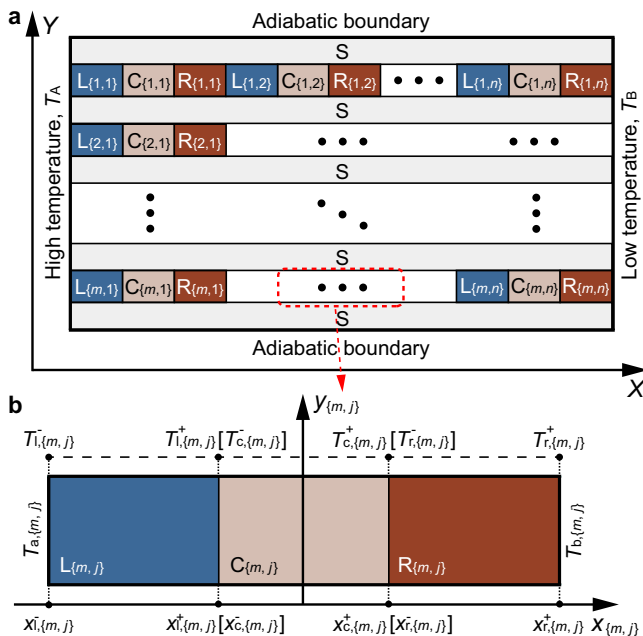 a
Y
Adiabatic boundary
S
L{1,1} C{1,1} R{1,1} L{1,2} C{1,2} R{1,2} • • • L{1,n} C{1,n} R{1,n}
S
L{2,1} C{2,1} R{2,1} • • • • • •
S
S
L{m,1} C{m,1} R{m,1} • • • L{m,n} C{m,n} R{m,n}
S
Adiabatic boundary
High temperature, TA
Low temperature, TB
X
b
y{m, j}
T⁻l,{m, j} T⁺l,{m, j}[T⁻c,{m, j}] T⁺c,{m, j}[T⁻r,{m, j}] T⁺r,{m, j}
Ta,{m, j}
L{m, j} C{m, j} R{m, j}
Tb,{m, j}
x⁻l,{m, j} x⁺l,{m, j}[x⁻c,{m, j}] x⁺c,{m, j}[x⁻r,{m, j}] x⁺r,{m, j} x{m, j}